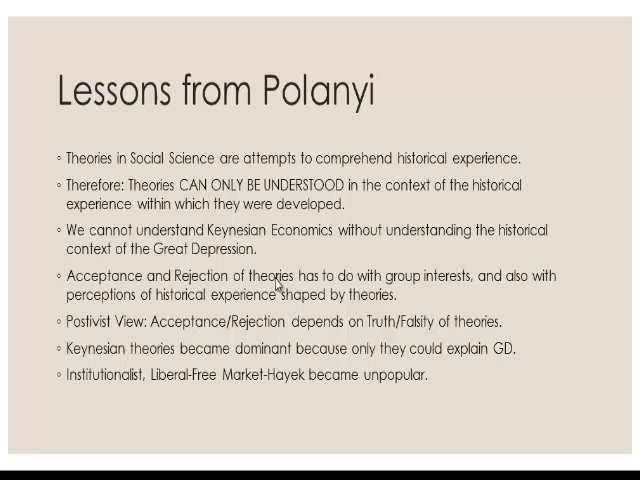 Lessons from Polanyi
◦ Theories in Social Science are attempts to comprehend historical experience.
◦ Therefore: Theories CAN ONLY BE UNDERSTOOD in the context of the historical
experience within which they were developed.
◦ We cannot understand Keynesian Economics without understanding the historical
context of the Great Depression.
◦ Acceptance and Rejection of theories has to do with group interests, and also with
perceptions of historical experience shaped by theories.
◦ Postivist View: Acceptance/Rejection depends on Truth/Falsity of theories.
◦ Keynesian theories became dominant because only they could explain GD.
◦ Institutionalist, Liberal-Free Market-Hayek became unpopular.